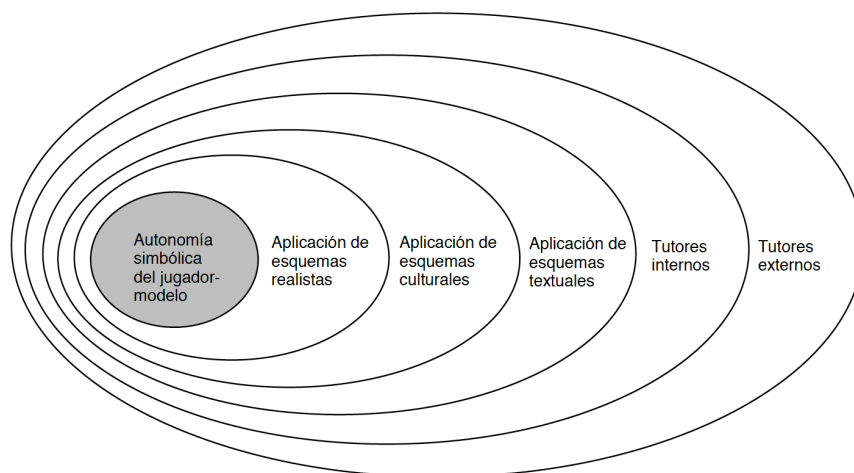 Autonomía
simbólica
del jugador-
modelo
Aplicación de
esquemas
realistas
Aplicación de
esquemas
culturales
Aplicación de
esquemas
textuales
Tutores
internos
Tutores
externos